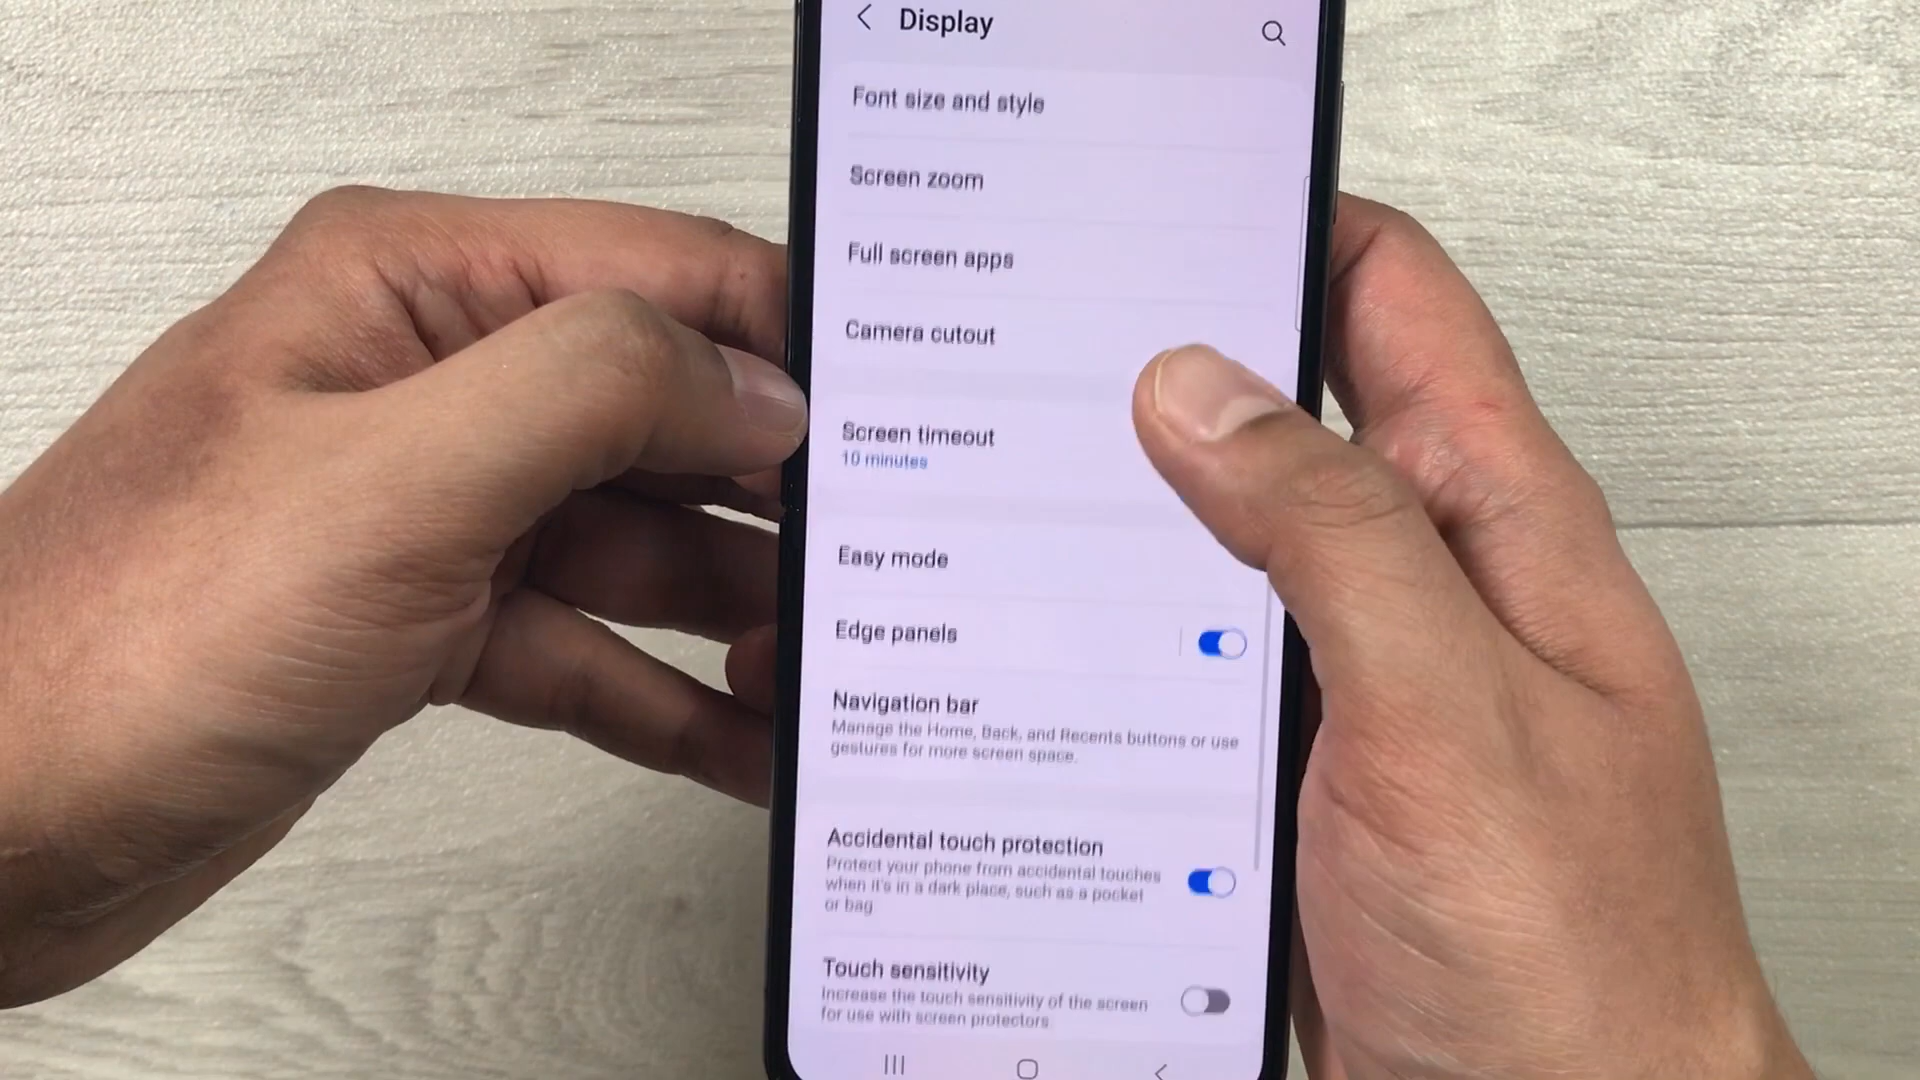 Display
Font size and style
Screen zoom
Full screen apps
Camera cutout
Screen timeout
10 minutes
Easy mode
Edge panels
Navigation bar
Manage the Home, Back, and Recents buttons or use
gestures for more screen space.
Accidental touch protection
Protect your phone from accidental touches
when it's in a dark place, such as a pocket
or bag
Touch sensitivity
Increase the touch sensitivity of the screen
for use with screen protectors